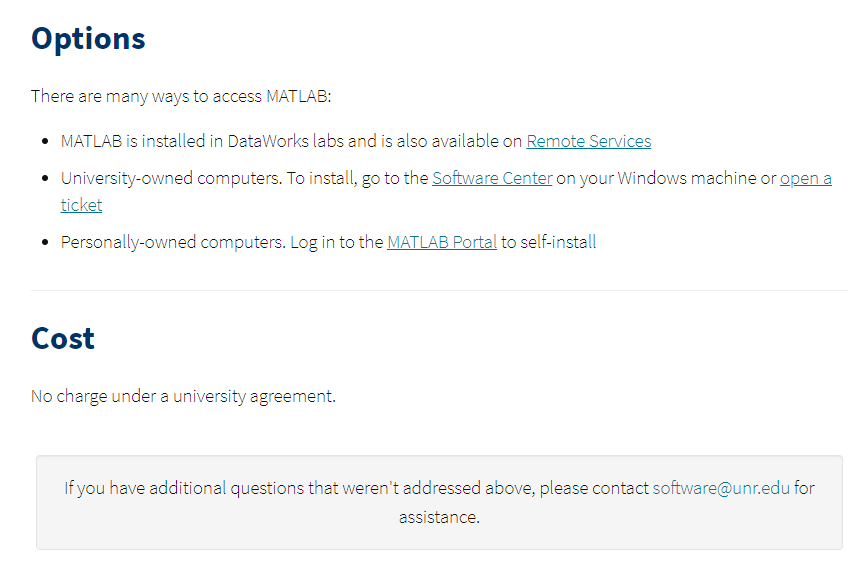 Options
There are many ways to access MATLAB:
MATLAB is installed in DataWorks labs and is also available on Remote Services
University-owned computers. To install, go to the Software Center on your Windows machine or open a
ticket
Personally-owned computers. Log in to the MATLAB Portal to self-install
Cost
No charge under a university agreement.
If you have additional questions that weren't addressed above, please contact software@unr.edu for
assistance.